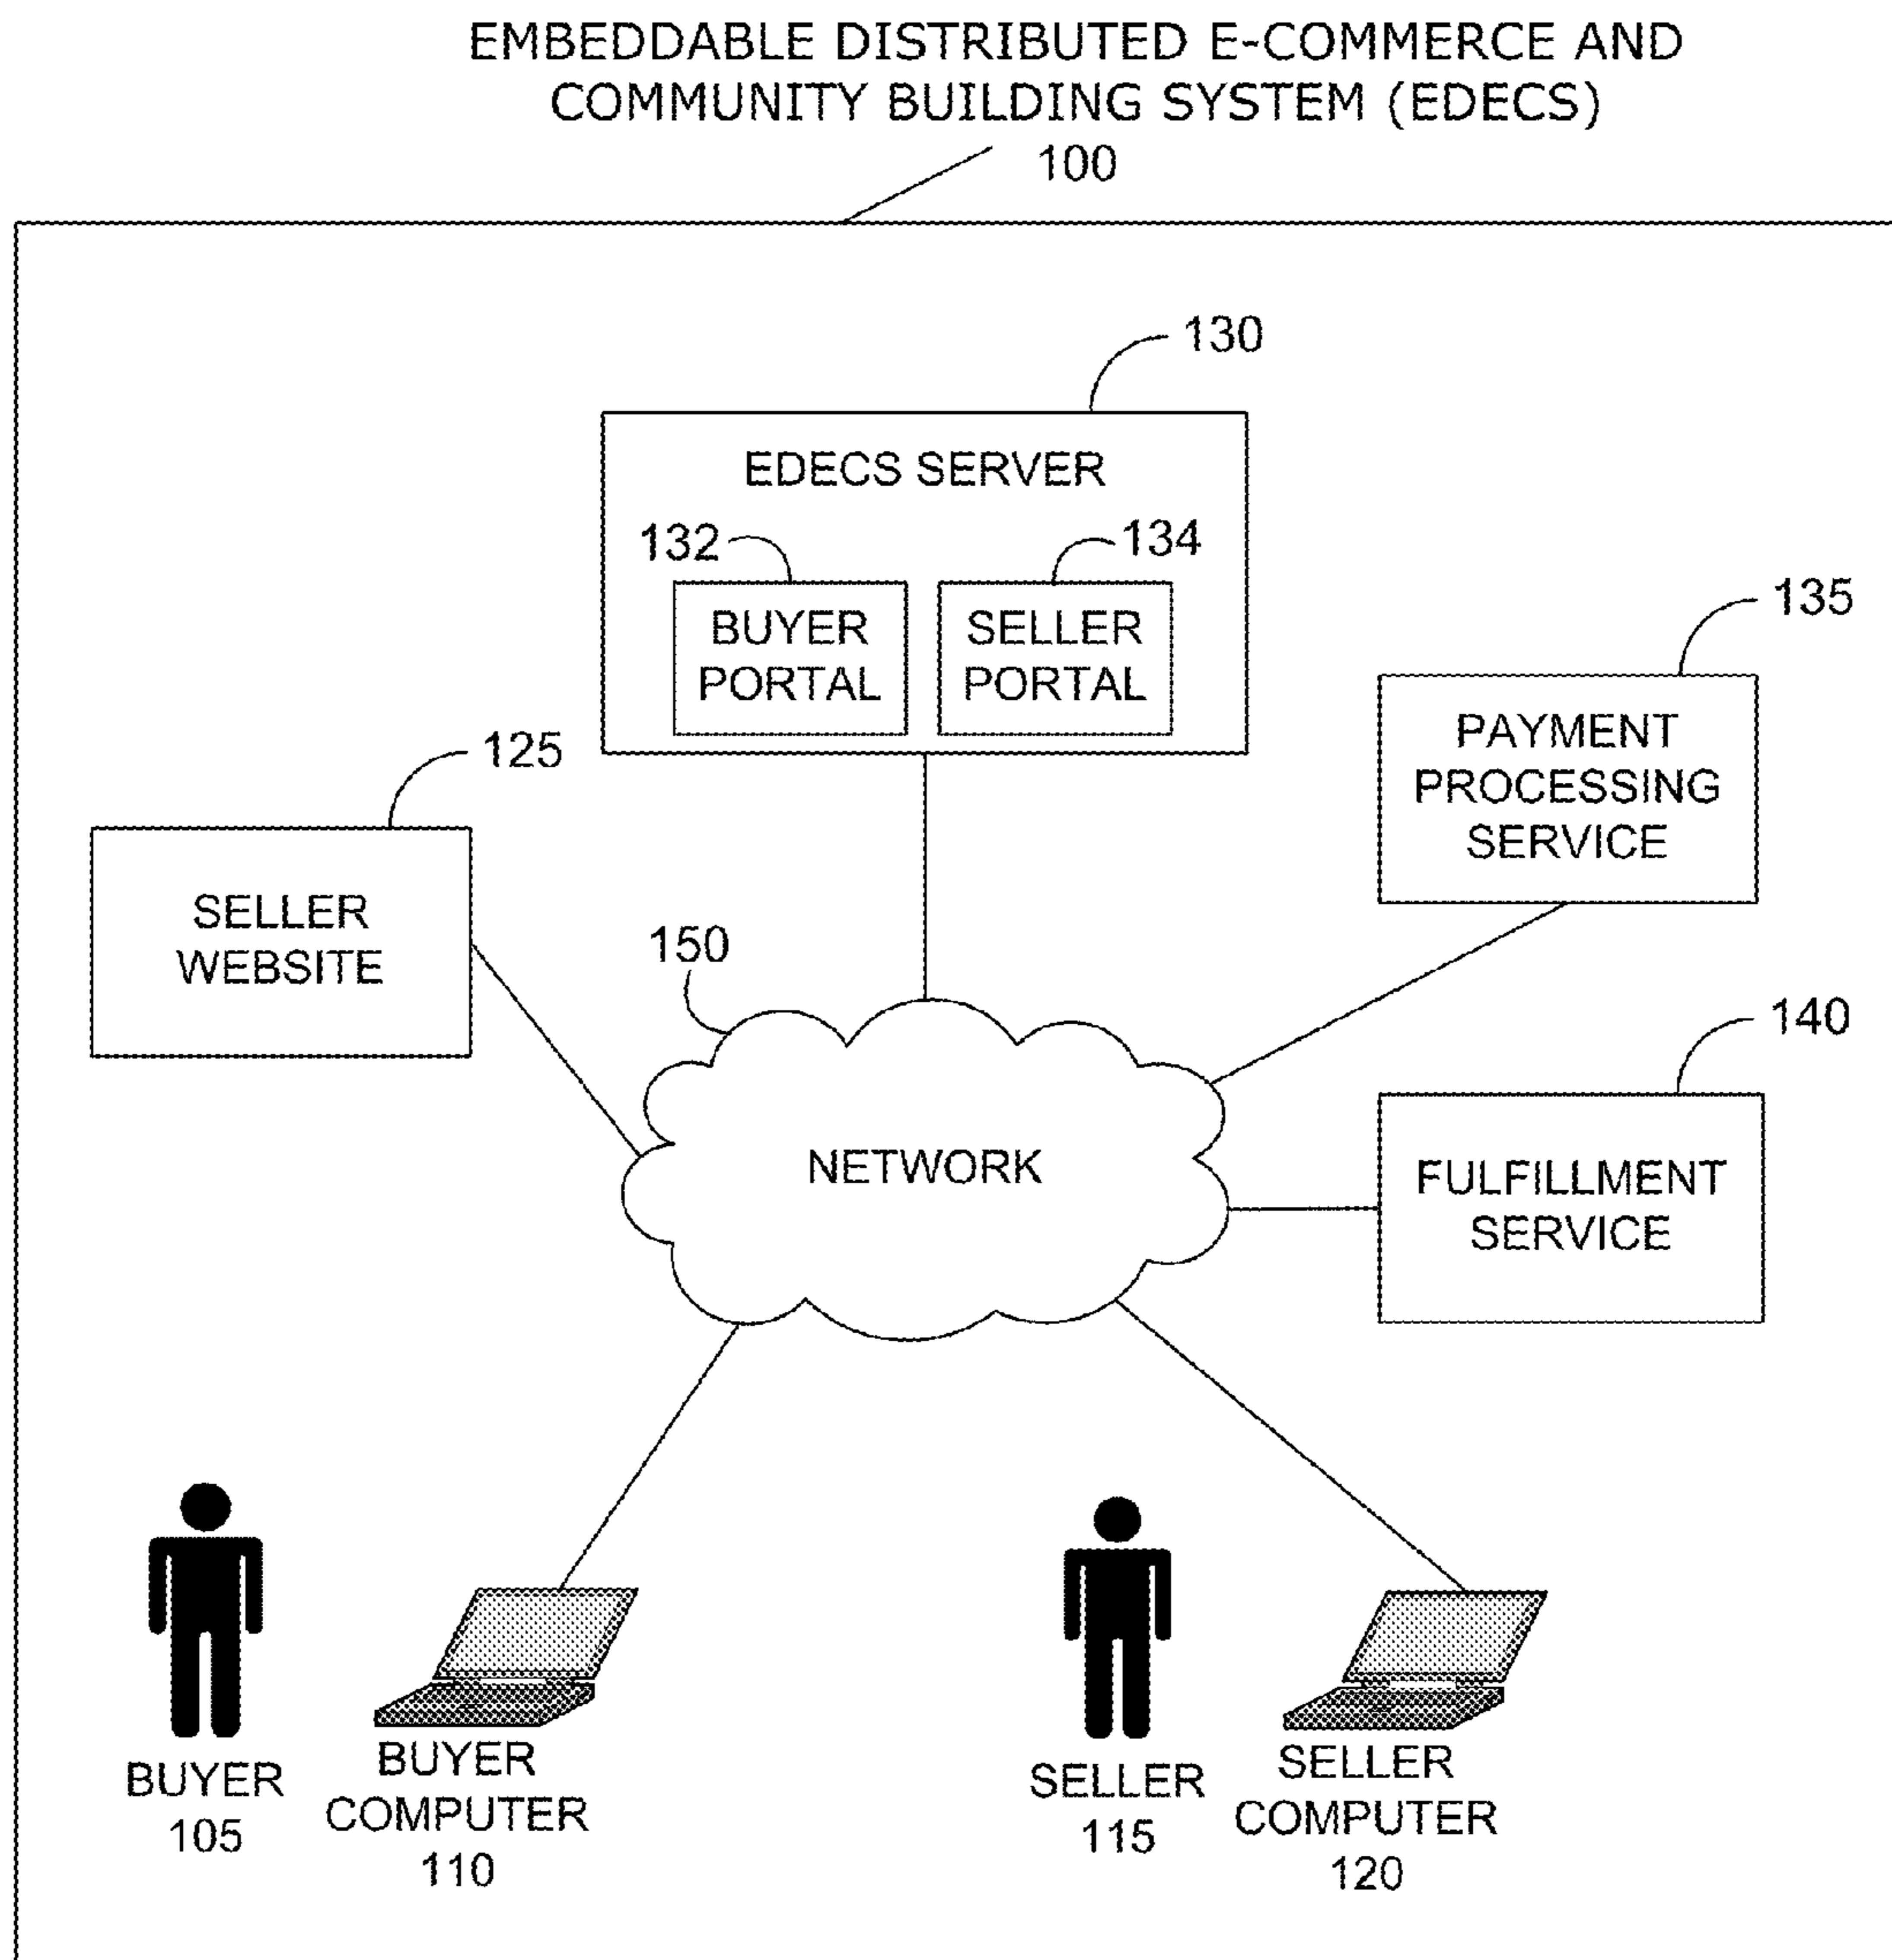 EMBEDDABLE DISTRIBUTED E-COMMERCE AND
COMMUNITY BUILDING SYSTEM (EDECS)
100
130
EDECS SERVER
132
134
BUYER
PORTAL
SELLER
PORTAL
135
PAYMENT
PROCESSING
SERVICE
125
SELLER
WEBSITE
150
NETWORK
140
FULFILLMENT
SERVICE
BUYER
105
BUYER
COMPUTER
110
SELLER
115
SELLER
COMPUTER
120